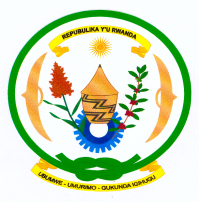 REPUBULIKA Y'U RWANDA
UBUMWE - UMURIMO - GUKUNDA IGIHUGU